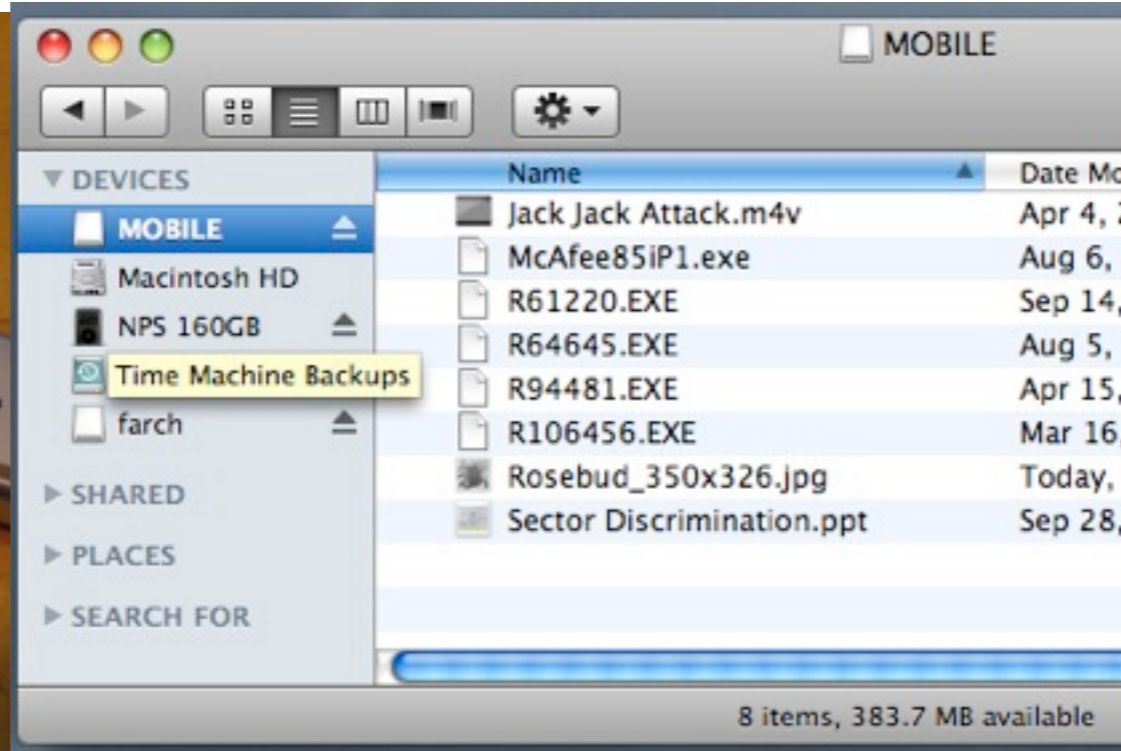 MOBILE
DEVICES
MOBILE
Macintosh HD
NPS 160GB
Time Machine Backups
farch
SHARED
PLACES
SEARCH FOR
Name Date Mo
Jack Jack Attack.m4v Apr 4, 2
McAfee85iP1.exe Aug 6,
R61220.EXE Sep 14,
R64645.EXE Aug 5,
R94481.EXE Apr 15,
R106456.EXE Mar 16,
Rosebud_350x326.jpg Today,
Sector Discrimination.ppt Sep 28,
8 items, 383.7 MB available